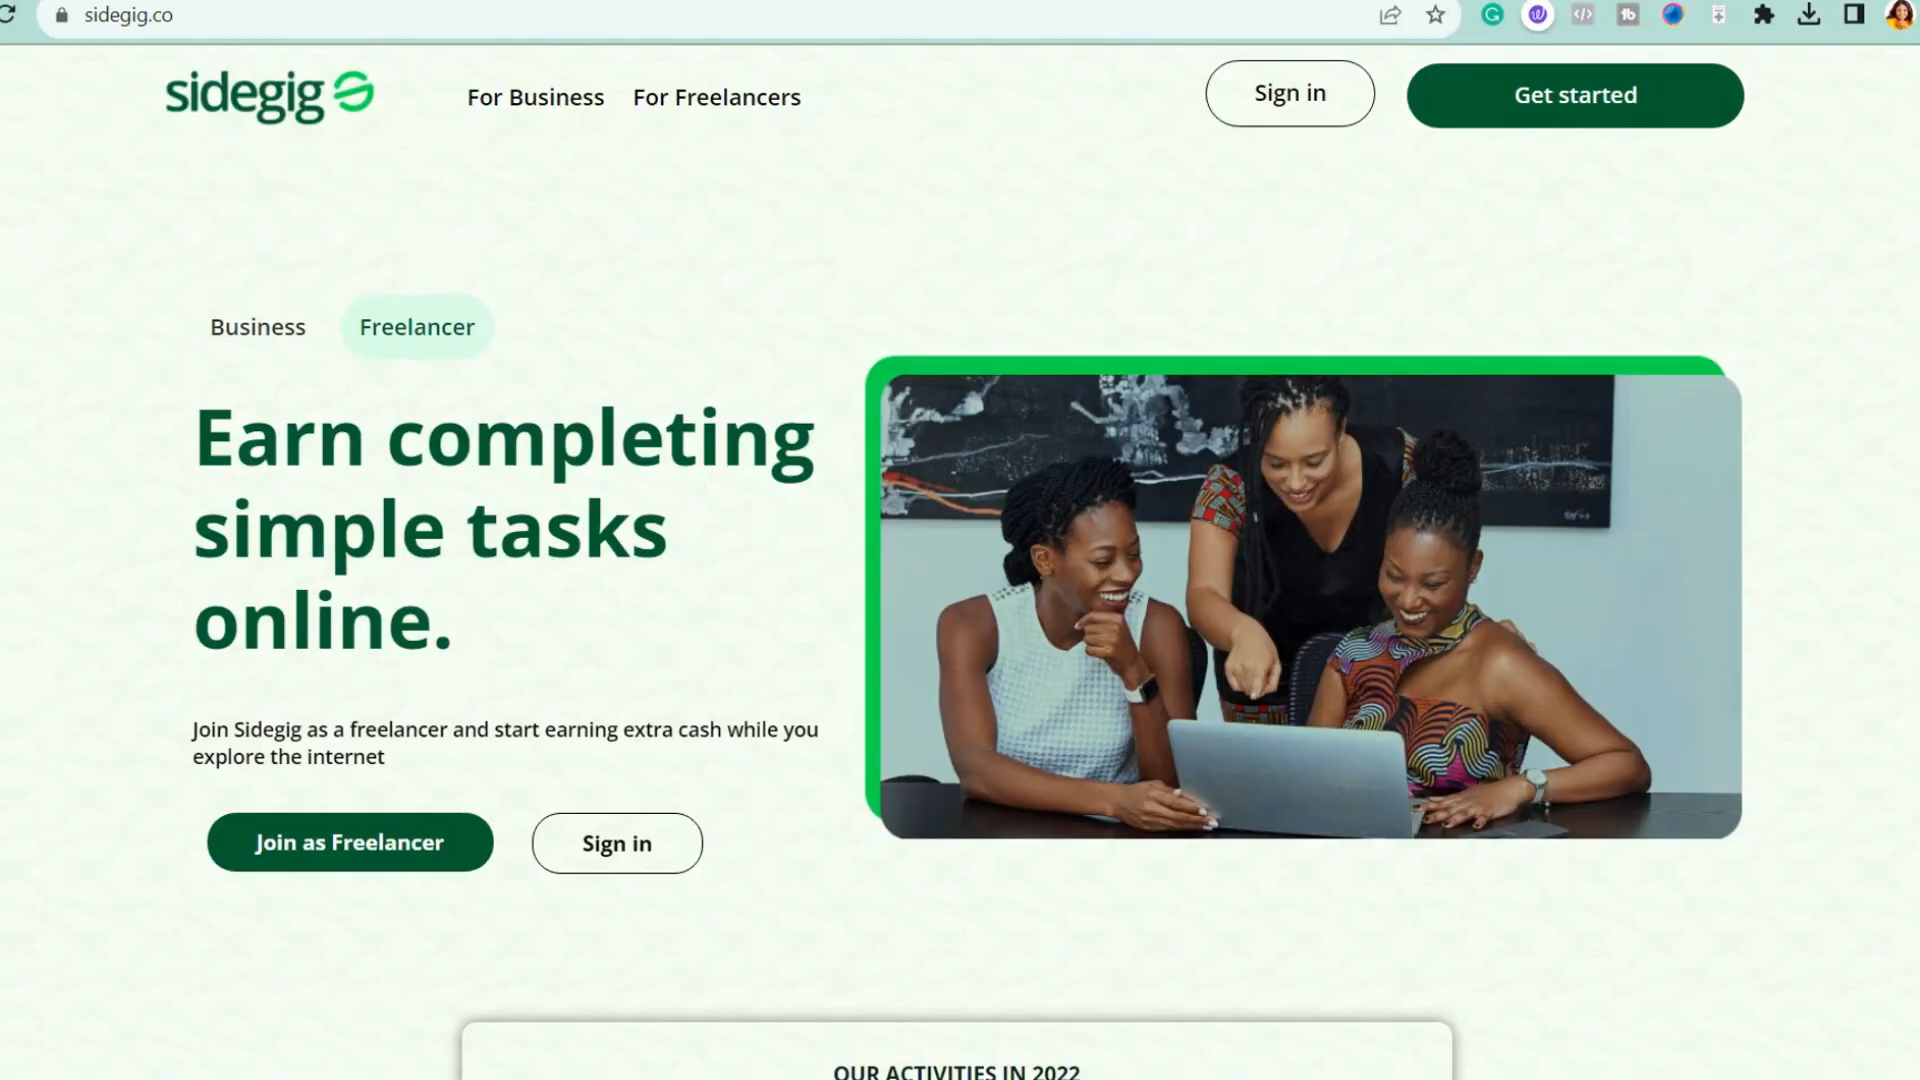 sidegig.co
sidegig
For Business
For Freelancers
Sign in
Get started
Business
Freelancer
Earn completing
simple tasks
online.
Join Sidegig as a freelancer and start earning extra cash while you
explore the internet
Join as Freelancer
Sign in
OUR ACTIVITIES IN 2022